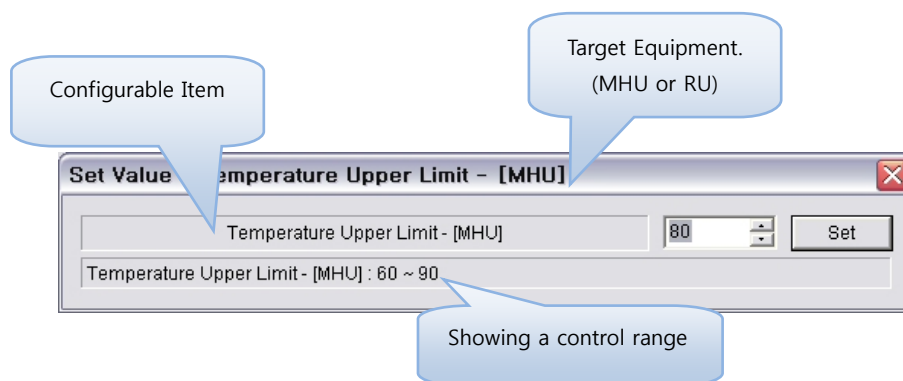 Target Equipment.
(MHU or RU)
Configurable Item
Set Value emperature Upper Limit - [MHU]
Temperature Upper Limit - [MHU] 80 Set
Temperature Upper Limit - [MHU] : 60 ~ 90
Showing a control range